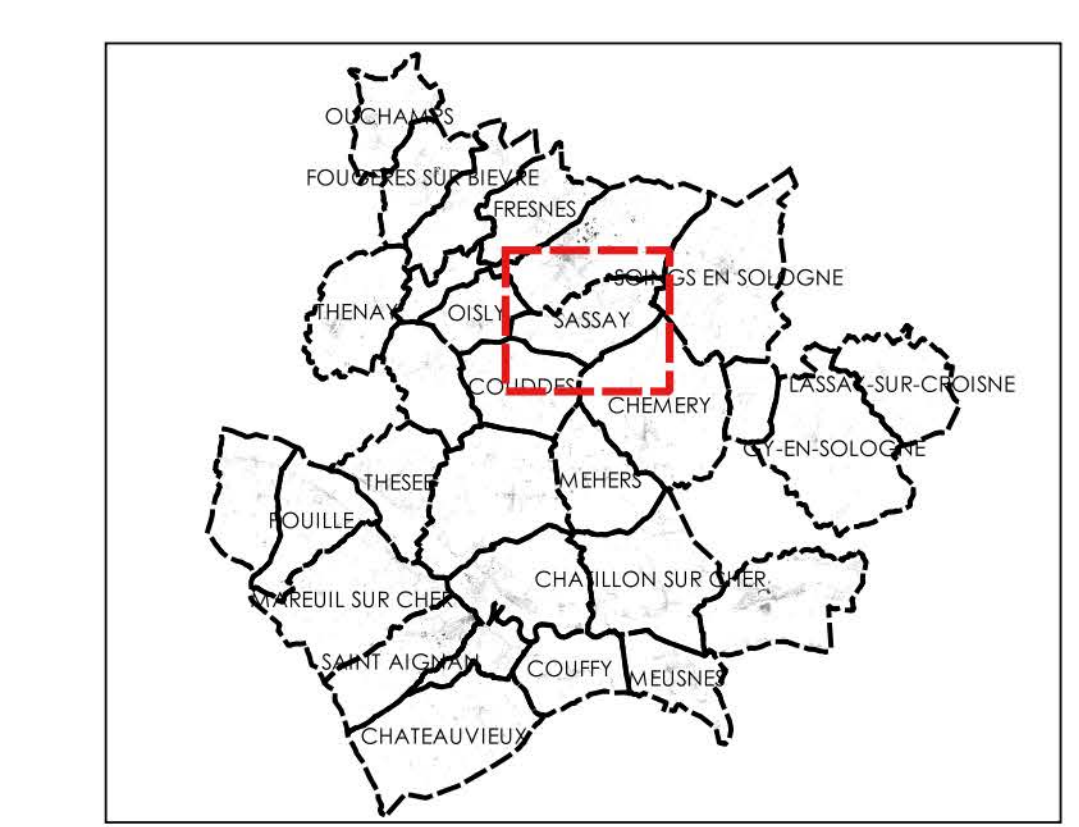 OUCHAMPS
FOUGERES SUR BIEVRE
FRESNES
SOINGS EN SOLOGNE
THENAY
OISLY
SASSAY
COUDDES
LASSAY-SUR-CROISNE
CHEMERY
GY-EN-SOLOGNE
THESEE
MEHERS
POUILLE
CHATILLON SUR CHER
MAREUIL SUR CHER
SAINT AIGNAN
COUFFY
MEUSNES
CHATEAUVIEUX